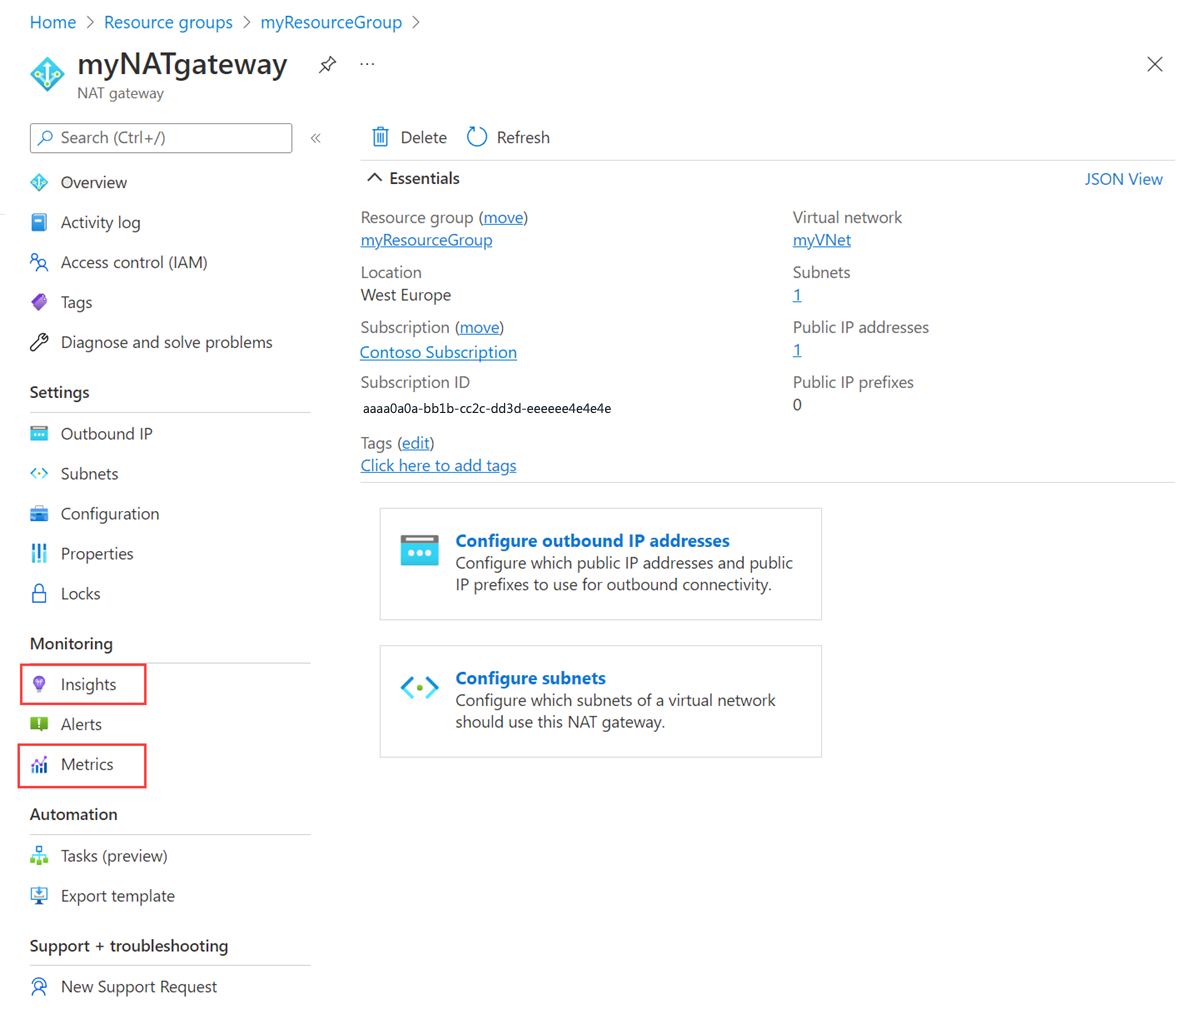 Home > Resource groups > myResourceGroup >
myNATgateway ...
NAT gateway
Search (Ctrl+/) «
Overview
Activity log
Access control (IAM)
Tags
Diagnose and solve problems
Settings
Outbound IP
Subnets
Configuration
Properties
Locks
Monitoring
Insights
Alerts
Metrics
Automation
Tasks (preview)
Export template
Support + troubleshooting
New Support Request
Delete Refresh
Essentials JSON View
Resource group (move)
myResourceGroup
Location
West Europe
Subscription (move)
Contoso Subscription
Subscription ID
aaaa0a0a-bb1b-cc2c-dd3d-eeeeee4e4e4e
Tags (edit)
Click here to add tags
Virtual network
myVNet
Subnets
1
Public IP addresses
1
Public IP prefixes
0
Configure outbound IP addresses
Configure which public IP addresses and public
IP prefixes to use for outbound connectivity.
Configure subnets
Configure which subnets of a virtual network
should use this NAT gateway.